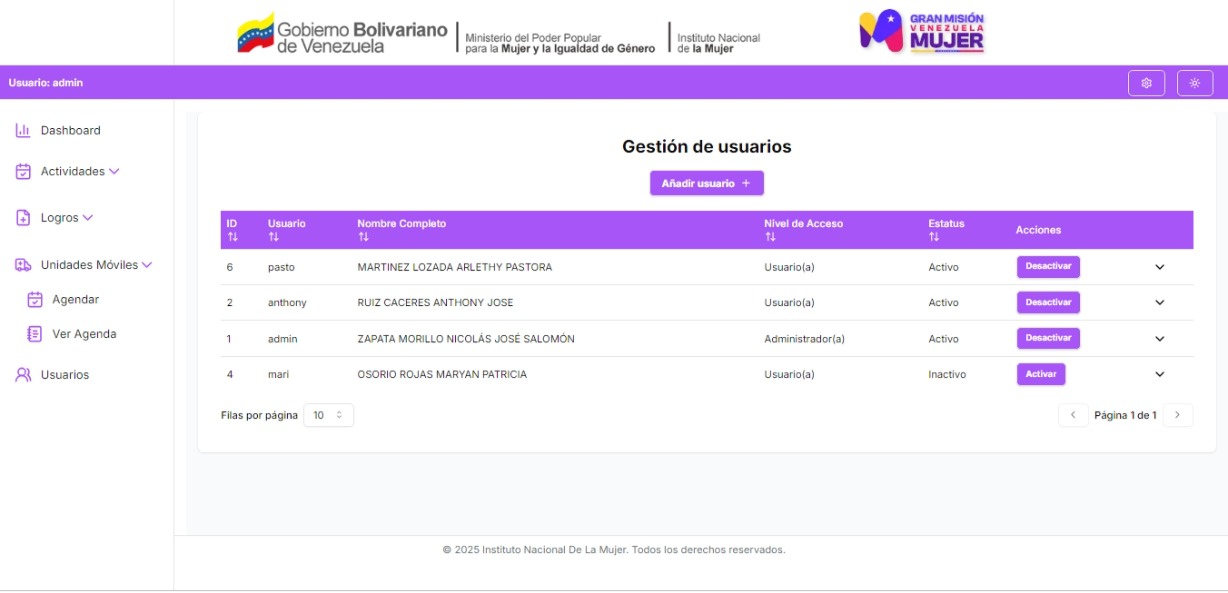 Gobierno Bolivariano
de Venezuela
Ministerio del Poder Popular
para la Mujer y la Igualdad de Género
Instituto Nacional
de la Mujer
GRAN MISIÓN
VENEZUELA
MUJER
Usuario: admin
Dashboard
Actividades
Logros
Unidades Móviles
Agendar
Ver Agenda
Usuarios
Gestión de usuarios
Añadir usuario +
ID Usuario Nombre Completo Nivel de Acceso Estatus Acciones
6 pasto MARTINEZ LOZADA ARLETHY PASTORA Usuario(a) Activo Desactivar
2 anthony RUIZ CACERES ANTHONY JOSE Usuario(a) Activo Desactivar
1 admin ZAPATA MORILLO NICOLÁS JOSÉ SALOMÓN Administrador(a) Activo Desactivar
4 mari OSORIO ROJAS MARYAN PATRICIA Usuario(a) Inactivo Activar
Filas por página 10 Página 1 de 1
© 2025 Instituto Nacional De La Mujer. Todos los derechos reservados.